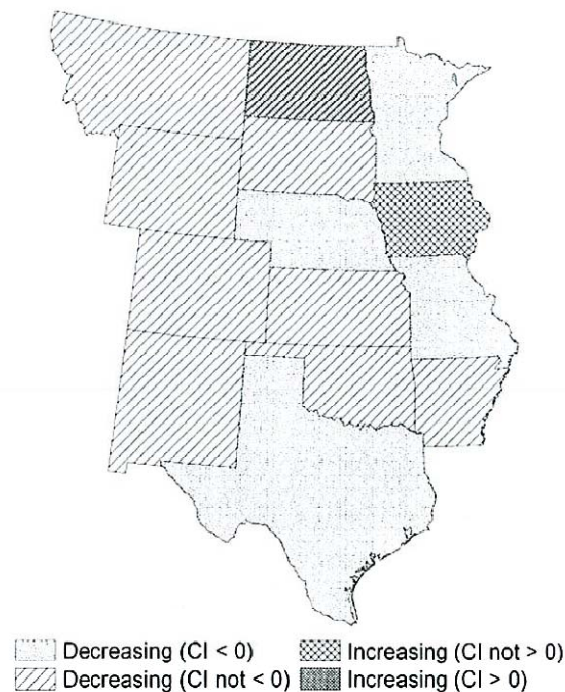 Decreasing (CI < 0) Increasing (CI not > 0)
Decreasing (CI not < 0) Increasing (CI > 0)